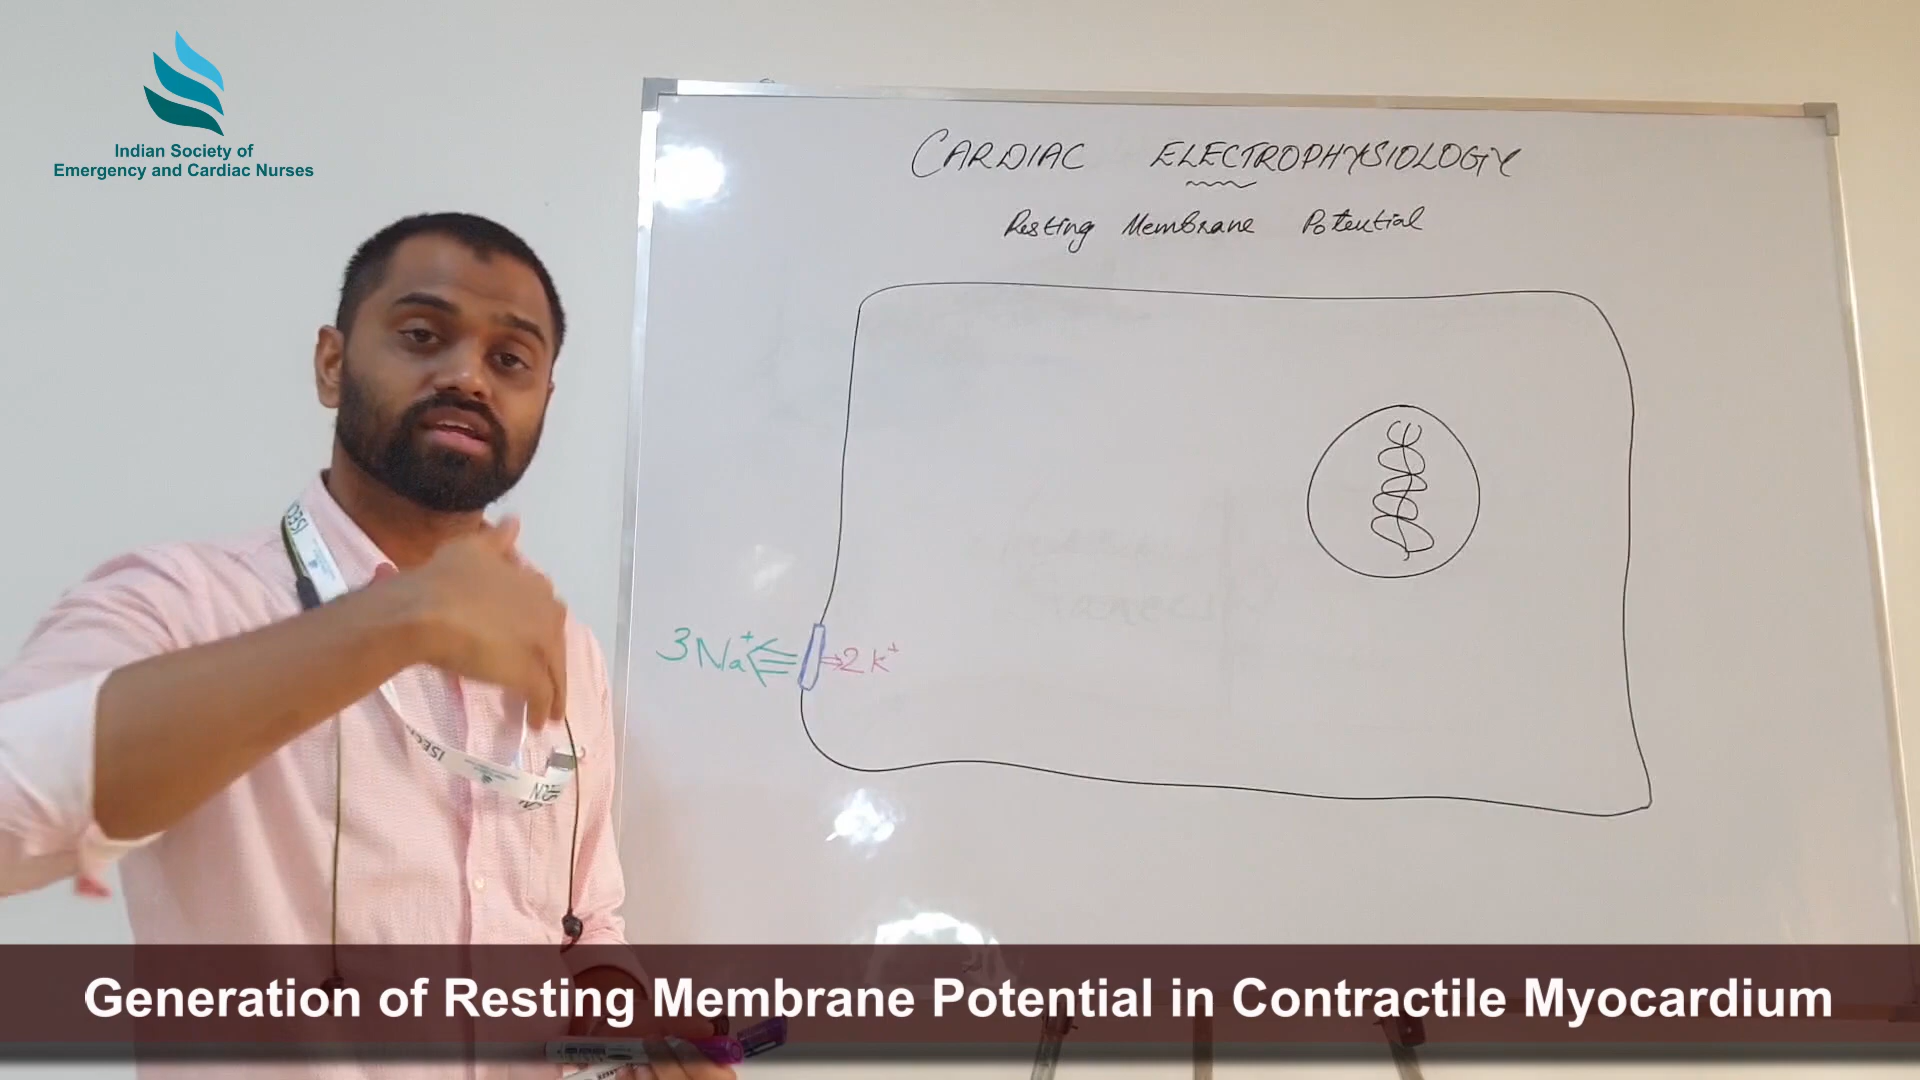 Indian Society of
Emergency and Cardiac Nurses
CARDIAC ELECTROPHYSIOLOGY
Resting Membrane Potential
3Na+ 2K+
ISECN
Generation of Resting Membrane Potential in Contractile Myocardium